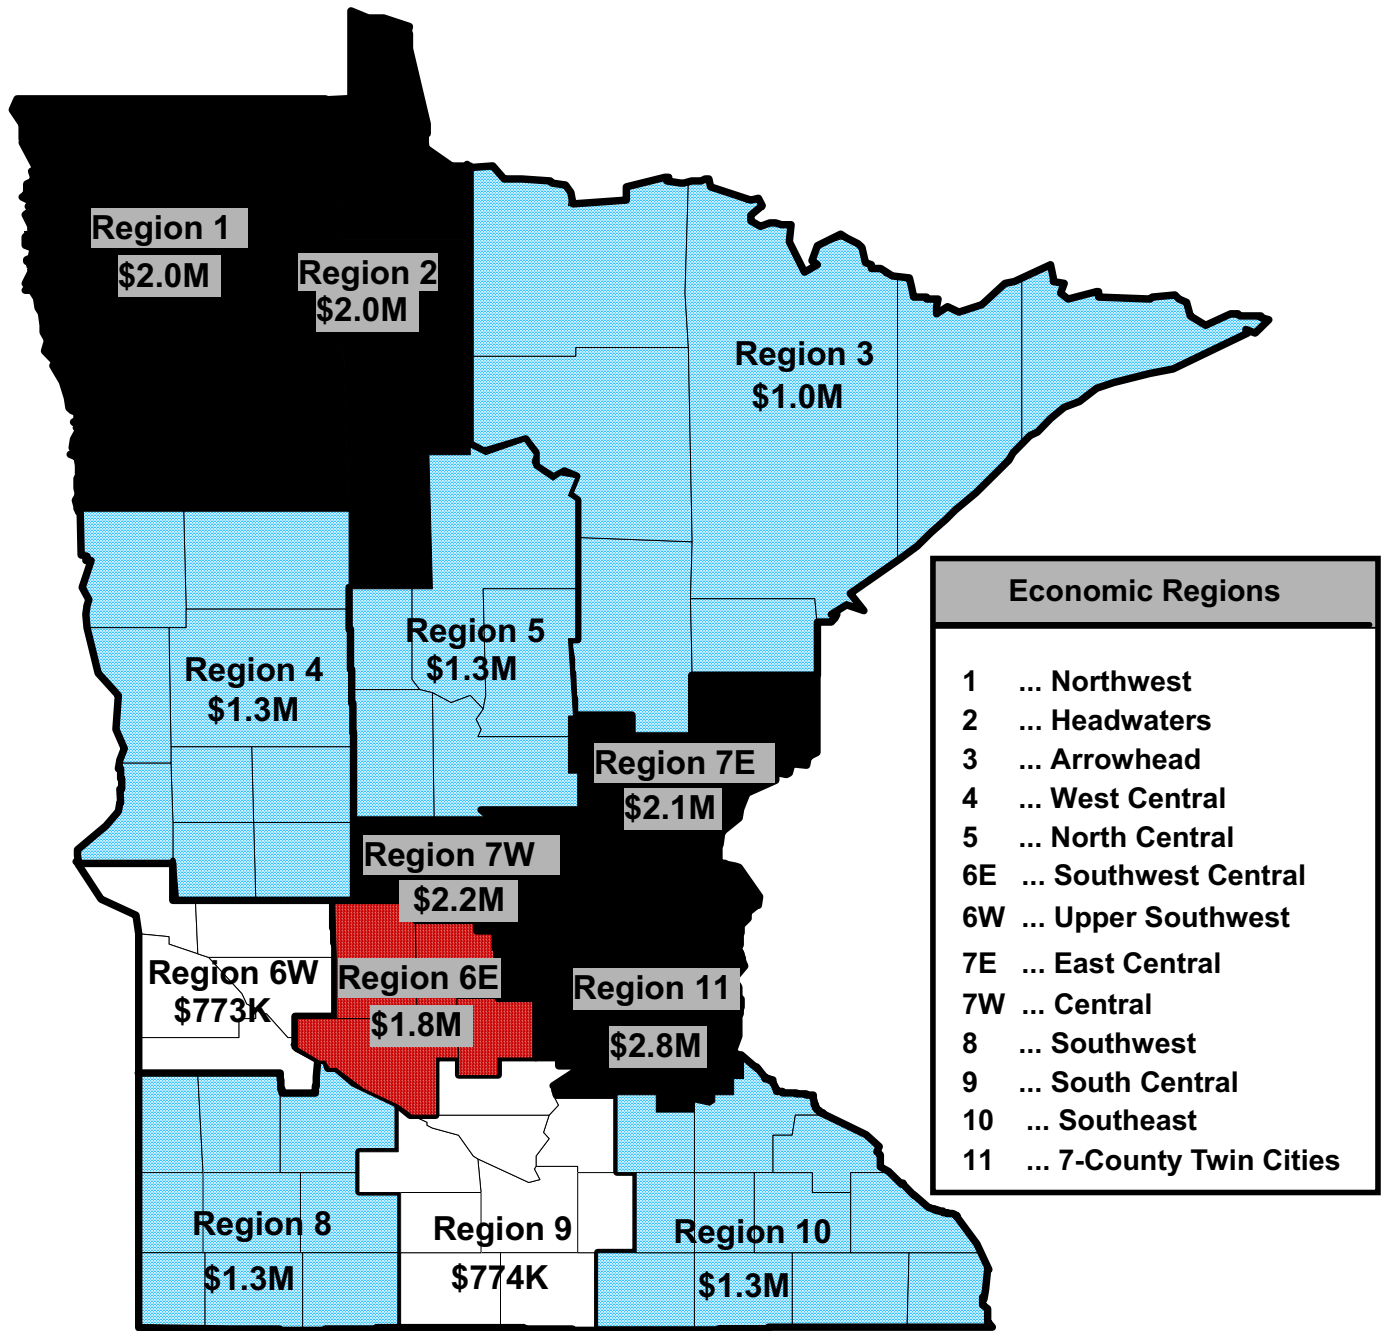 Region 1
$2.0M
Region 2
$2.0M
Region 3
$1.0M
Region 5
$1.3M
Region 4
$1.3M
Region 7E
$2.1M
Region 7W
$2.2M
Region 6W
$773K
Region 6E
$1.8M
Region 11
$2.8M
Region 8
$1.3M
Region 9
$774K
Region 10
$1.3M
Economic Regions
1 ... Northwest
2 ... Headwaters
3 ... Arrowhead
4 ... West Central
5 ... North Central
6E ... Southwest Central
6W ... Upper Southwest
7E ... East Central
7W ... Central
8 ... Southwest
9 ... South Central
10 ... Southeast
11 ... 7-County Twin Cities